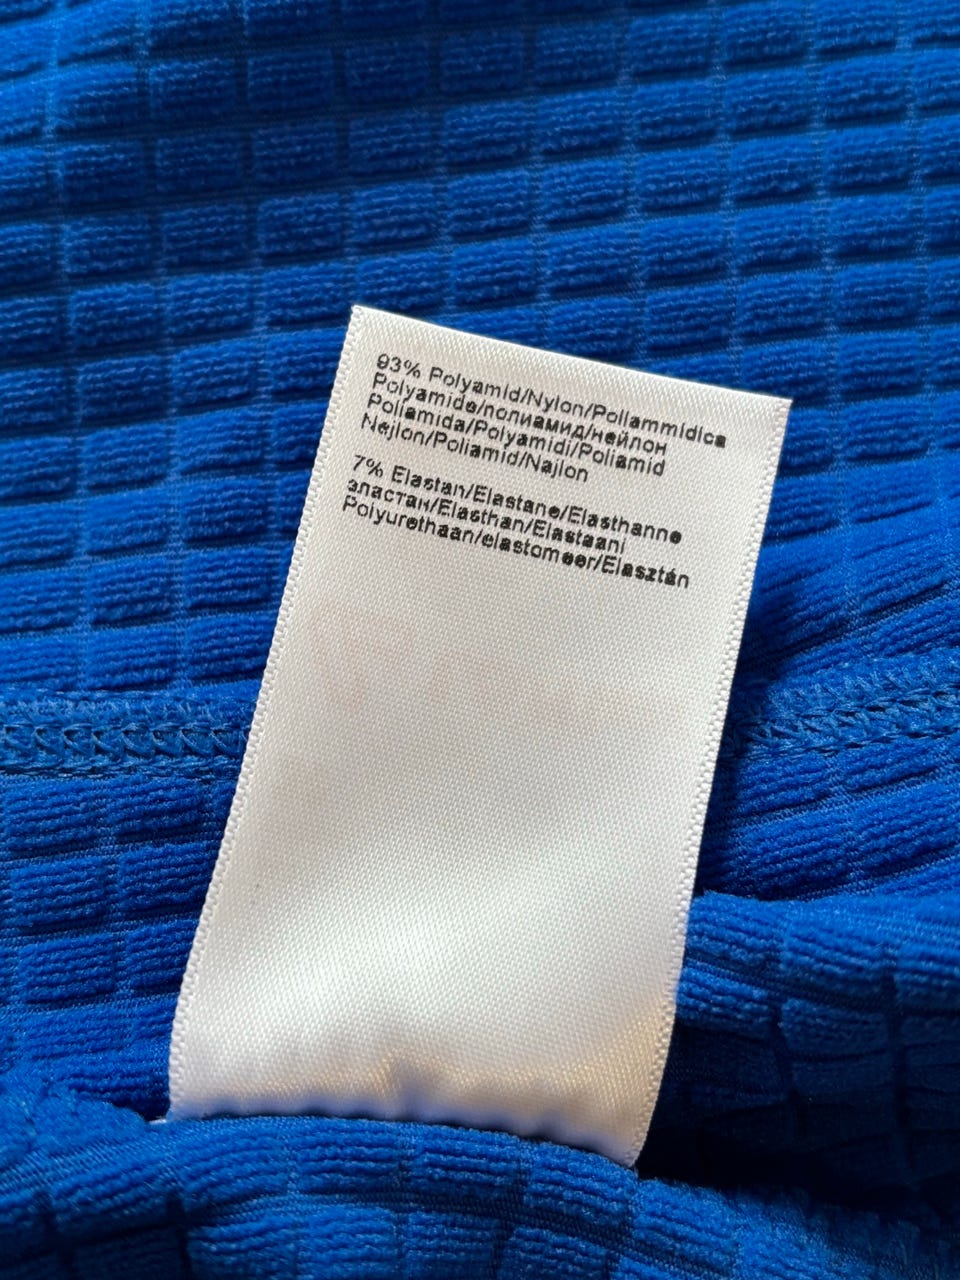 93% Polyamid/Nylon/Poliammidica
Polyamide/полиамид/нейлон
Poliamida/Polyamidi/Poliamid
Nejlon/Poliamid/Najlon
7% Elastan/Elastane/Elasthanne
эластан/Elasthan/Elastaani
Polyurethaan/elastomeer/Elasztán